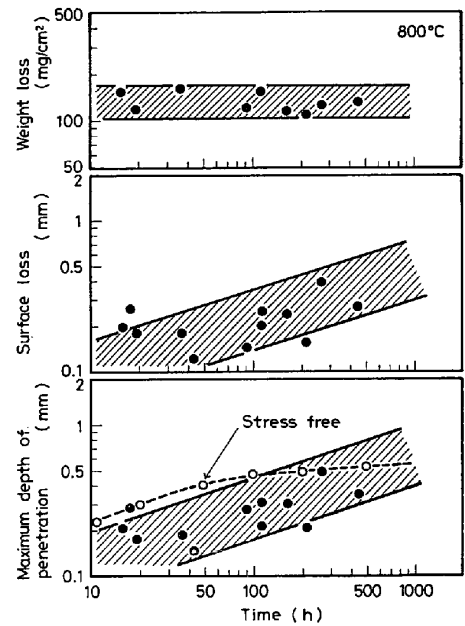 500
800°C
Weight loss
(mg/cm²)
100
50
2
1
Surface loss (mm)
0.5
0.1
2
Stress free
1
Maximum depth of.
penetration (mm)
0.5
0.1
10 50 100 500 1000
Time (h)